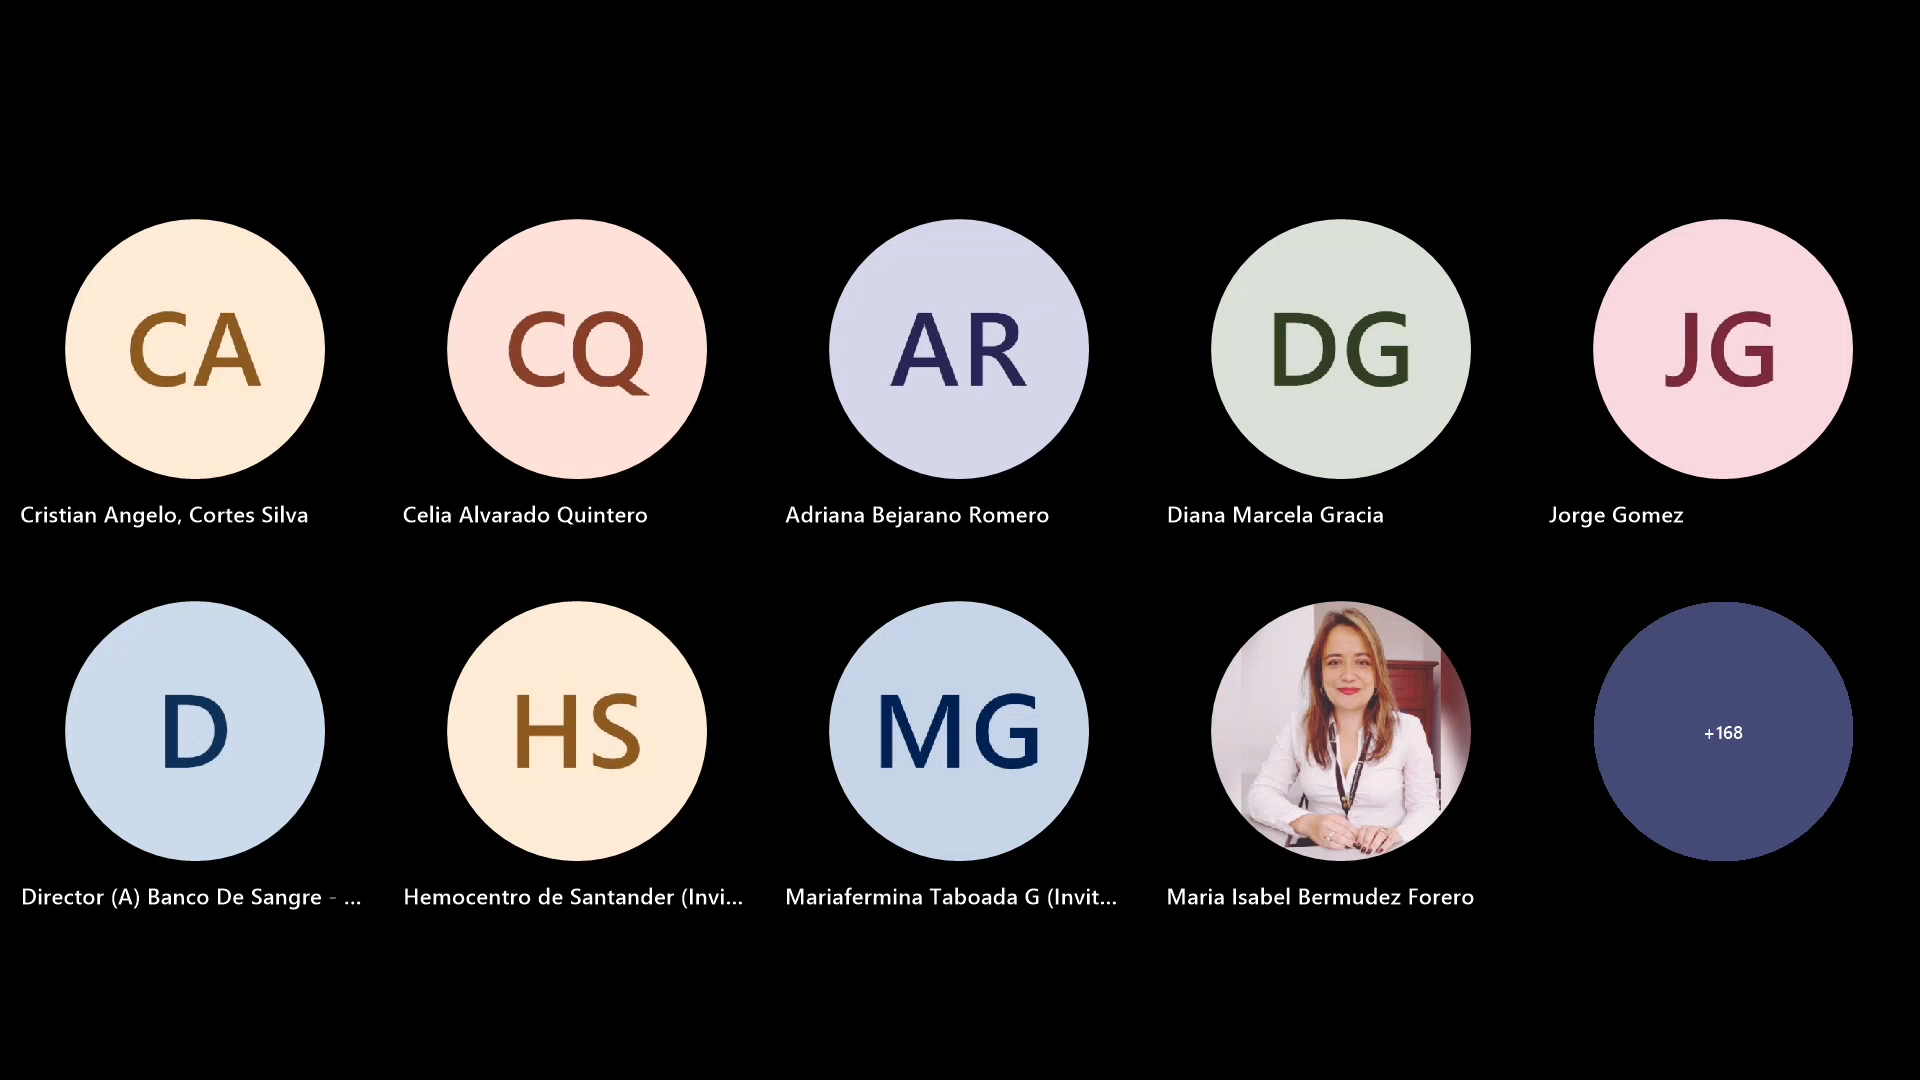 CA
CQ
AR
DG
JG
Cristian Angelo, Cortes Silva
Celia Alvarado Quintero
Adriana Bejarano Romero
Diana Marcela Gracia
Jorge Gomez
D
HS
MG
+168
Director (A) Banco De Sangre - ...
Hemocentro de Santander (Invi...
Mariafermina Taboada G (Invit...
Maria Isabel Bermudez Forero